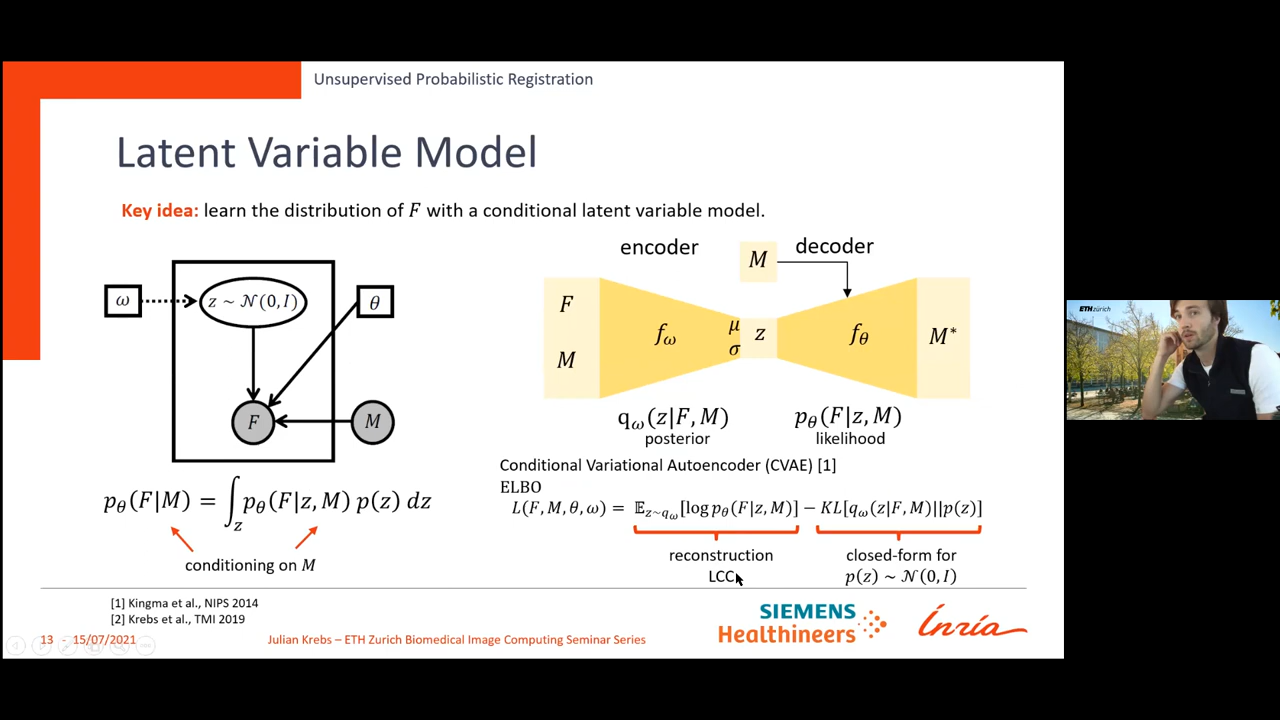 Unsupervised Probabilistic Registration
Latent Variable Model
Key idea: learn the distribution of F with a conditional latent variable model.
encoder
M
decoder
ω
z ~ 𝒩(0, I)
θ
F
M
F
M
f_ω
μ
σ
z
f_θ
M*
q_ω(z|F, M)
posterior
p_θ(F|z, M)
likelihood
Conditional Variational Autoencoder (CVAE) [1]
ELBO
L(F, M, θ, ω) = 𝔼_{z~q_ω}[log p_θ(F|z, M)] − KL[q_ω(z|F, M)||p(z)]
p_θ(F|M) = ∫_z p_θ(F|z, M) p(z) dz
conditioning on M
reconstruction
LCC
closed-form for
p(z) ~ 𝒩(0, I)
[1] Kingma et al., NIPS 2014
[2] Krebs et al., TMI 2019
13 - 15/07/2021
Julian Krebs – ETH Zurich Biomedical Image Computing Seminar Series
SIEMENS
Healthineers
Inria
ETH zürich